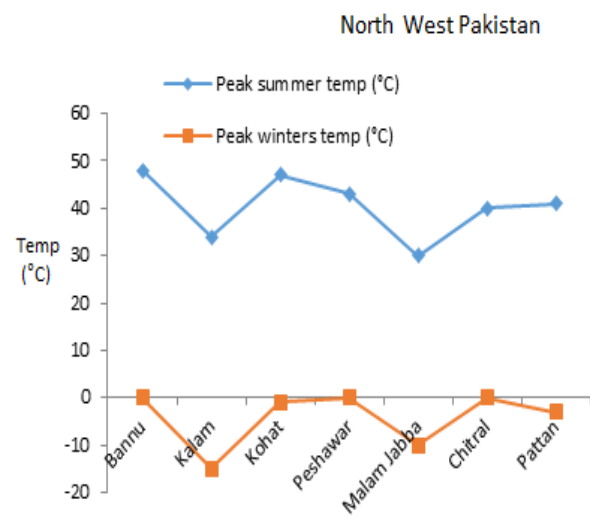 North West Pakistan
Peak summer temp (°C)
Peak winters temp (°C)
Temp
(°C)
60
50
40
30
20
10
0
-10
-20
Bannu
Kalam
Kohat
Peshawar
Malam Jabba
Chitral
Pattan